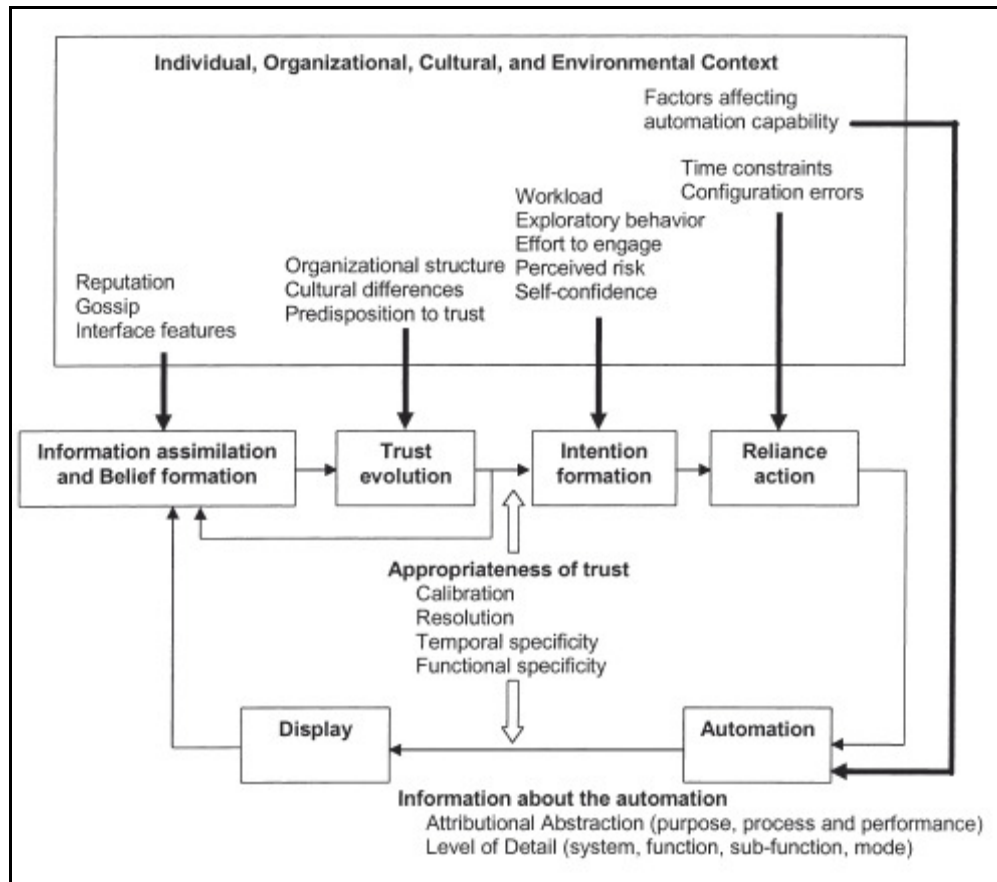 Individual, Organizational, Cultural, and Environmental Context
Factors affecting
automation capability
Time constraints
Configuration errors
Workload
Exploratory behavior
Effort to engage
Perceived risk
Self-confidence
Organizational structure
Cultural differences
Predisposition to trust
Reputation
Gossip
Interface features
Information assimilation
and Belief formation
Trust
evolution
Intention
formation
Reliance
action
Appropriateness of trust
Calibration
Resolution
Temporal specificity
Functional specificity
Display
Automation
Information about the automation
Attributional Abstraction (purpose, process and performance)
Level of Detail (system, function, sub-function, mode)